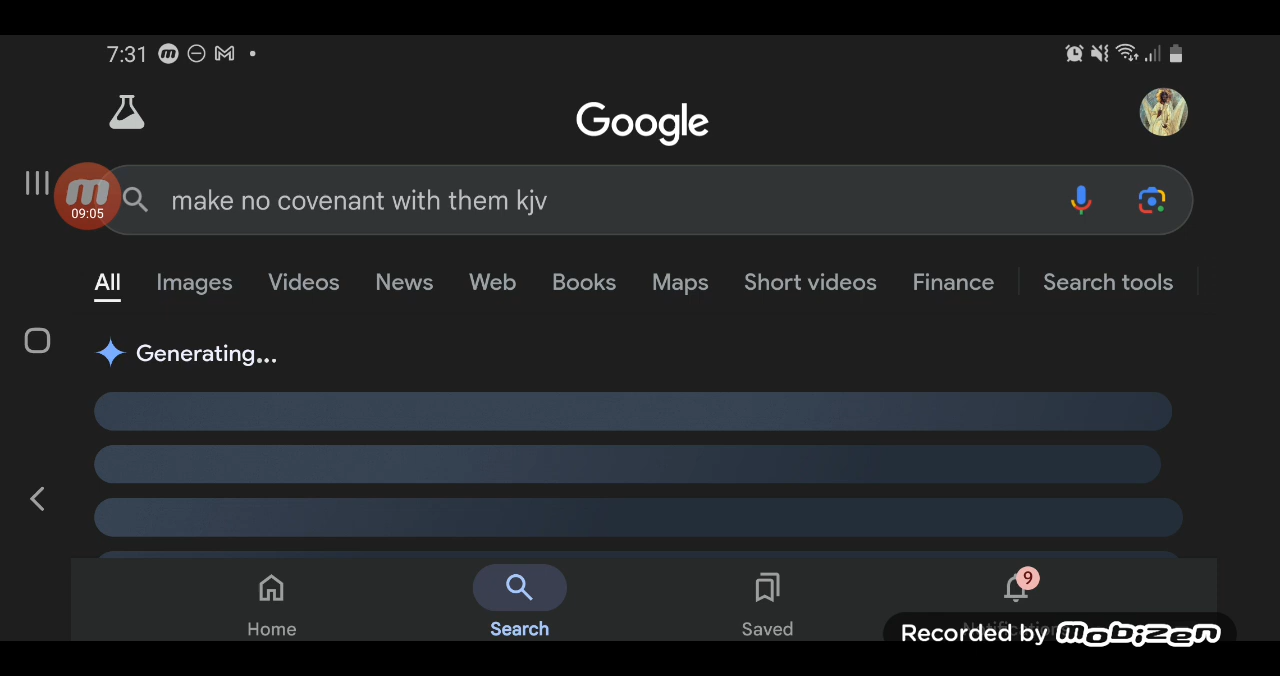 7:31
Google
09:05
make no covenant with them kjv
All Images Videos News Web Books Maps Short videos Finance Search tools
Generating...
9
Home Search Saved Notifications
Recorded by mobizen